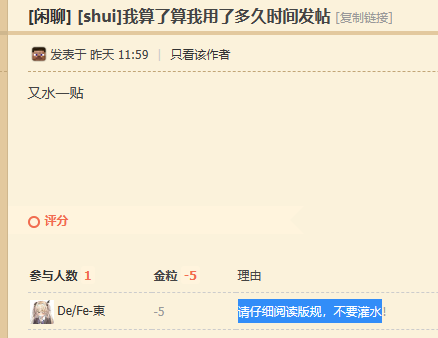 [闲聊] [shui]我算了算我用了多久时间发帖 [复制链接]
发表于 昨天 11:59 | 只看该作者
又水一贴
评分
参与人数 1 金粒 -5 理由
De/Fe-東 -5 请仔细阅读版规，不要灌水!